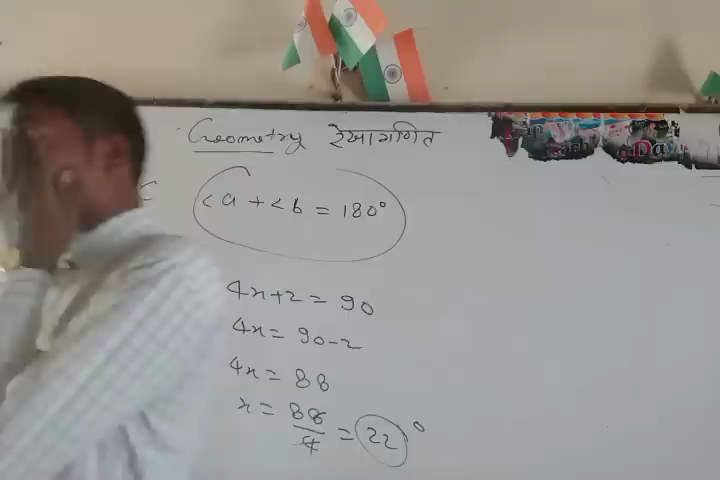 Geometry रेखागणित
C
<a + <b = 180°
4x+2 = 90
4x = 90-2
4x = 88
x = 88/4 = 22°